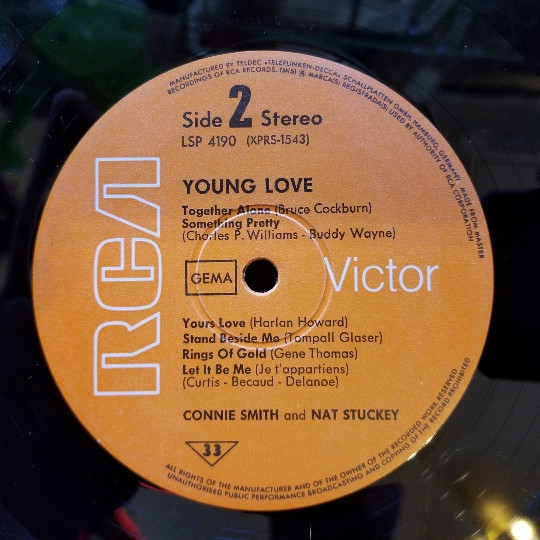 MANUFACTURED BY TELDEC »TELEFUNKEN-DECCA« SCHALLPLATTEN GMBH, HAMBURG, GERMANY MADE FROM MASTER
RECORDINGS OF RCA RECORDS. TM(S) ® MARCA(S) REGISTRADA(S) USED BY AUTHORITY OF RCA CORPORATION
Side 2 Stereo
LSP 4190 (XPRS-1543)
YOUNG LOVE
Together Alone (Bruce Cockburn)
Something Pretty
(Charles P. Williams - Buddy Wayne)
RCA
GEMA
Victor
Yours Love (Harlan Howard)
Stand Beside Me (Tompall Glaser)
Rings Of Gold (Gene Thomas)
Let It Be Me (Je t'appartiens)
(Curtis - Becaud - Delanoe)
CONNIE SMITH and NAT STUCKEY
33
ALL RIGHTS OF THE MANUFACTURER AND OF THE OWNER OF THE RECORDED WORK RESERVED
UNAUTHORISED PUBLIC PERFORMANCE BROADCASTING AND COPYING OF THE RECORD PROHIBITED